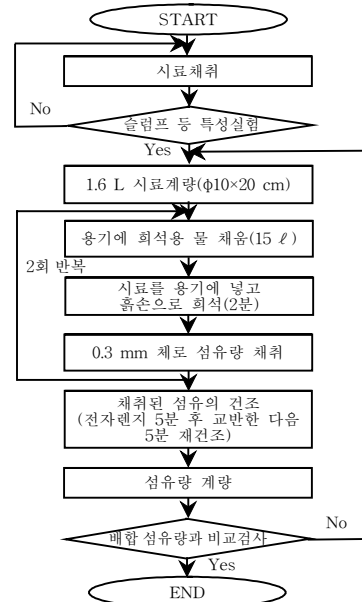 START
시료채취
No
슬럼프 등 특성실험
Yes
1.6 L 시료계량(φ10×20 cm)
용기에 희석용 물 채움(15 ℓ)
2회 반복
시료를 용기에 넣고
흙손으로 희석(2분)
0.3 mm 체로 섬유량 채취
채취된 섬유의 건조
(전자렌지 5분 후 교반한 다음
5분 재건조)
섬유량 계량
No
배합 섬유량과 비교검사
Yes
END